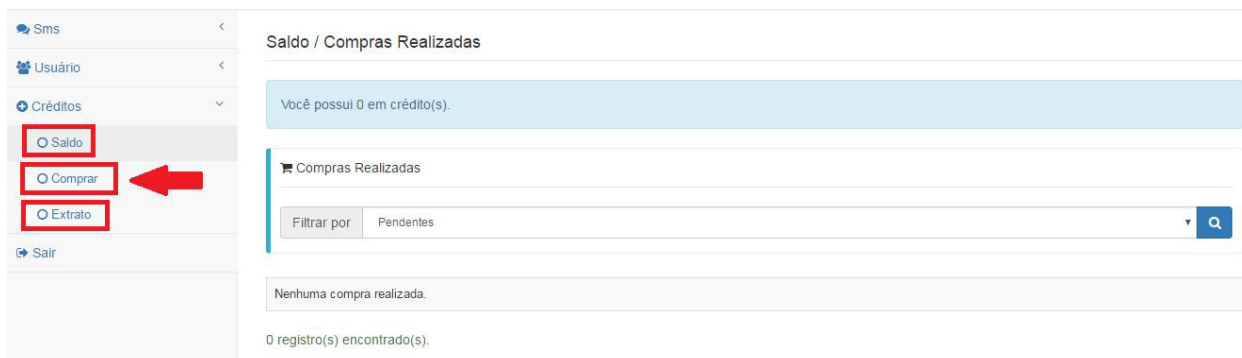 Sms
Usuário
Créditos
Saldo
Comprar
Extrato
Sair
Saldo / Compras Realizadas
Você possui 0 em crédito(s).
Compras Realizadas
Filtrar por Pendentes
Nenhuma compra realizada.
0 registro(s) encontrado(s).